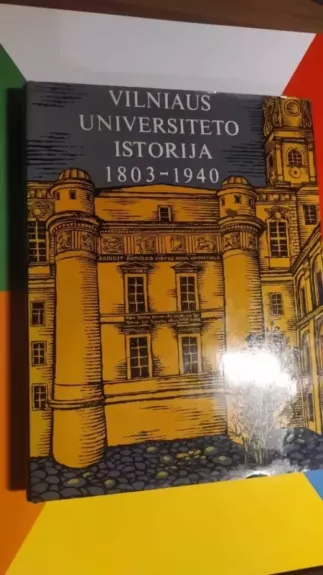 VILNIAUS
UNIVERSITETO
ISTORIJA
1803-1940